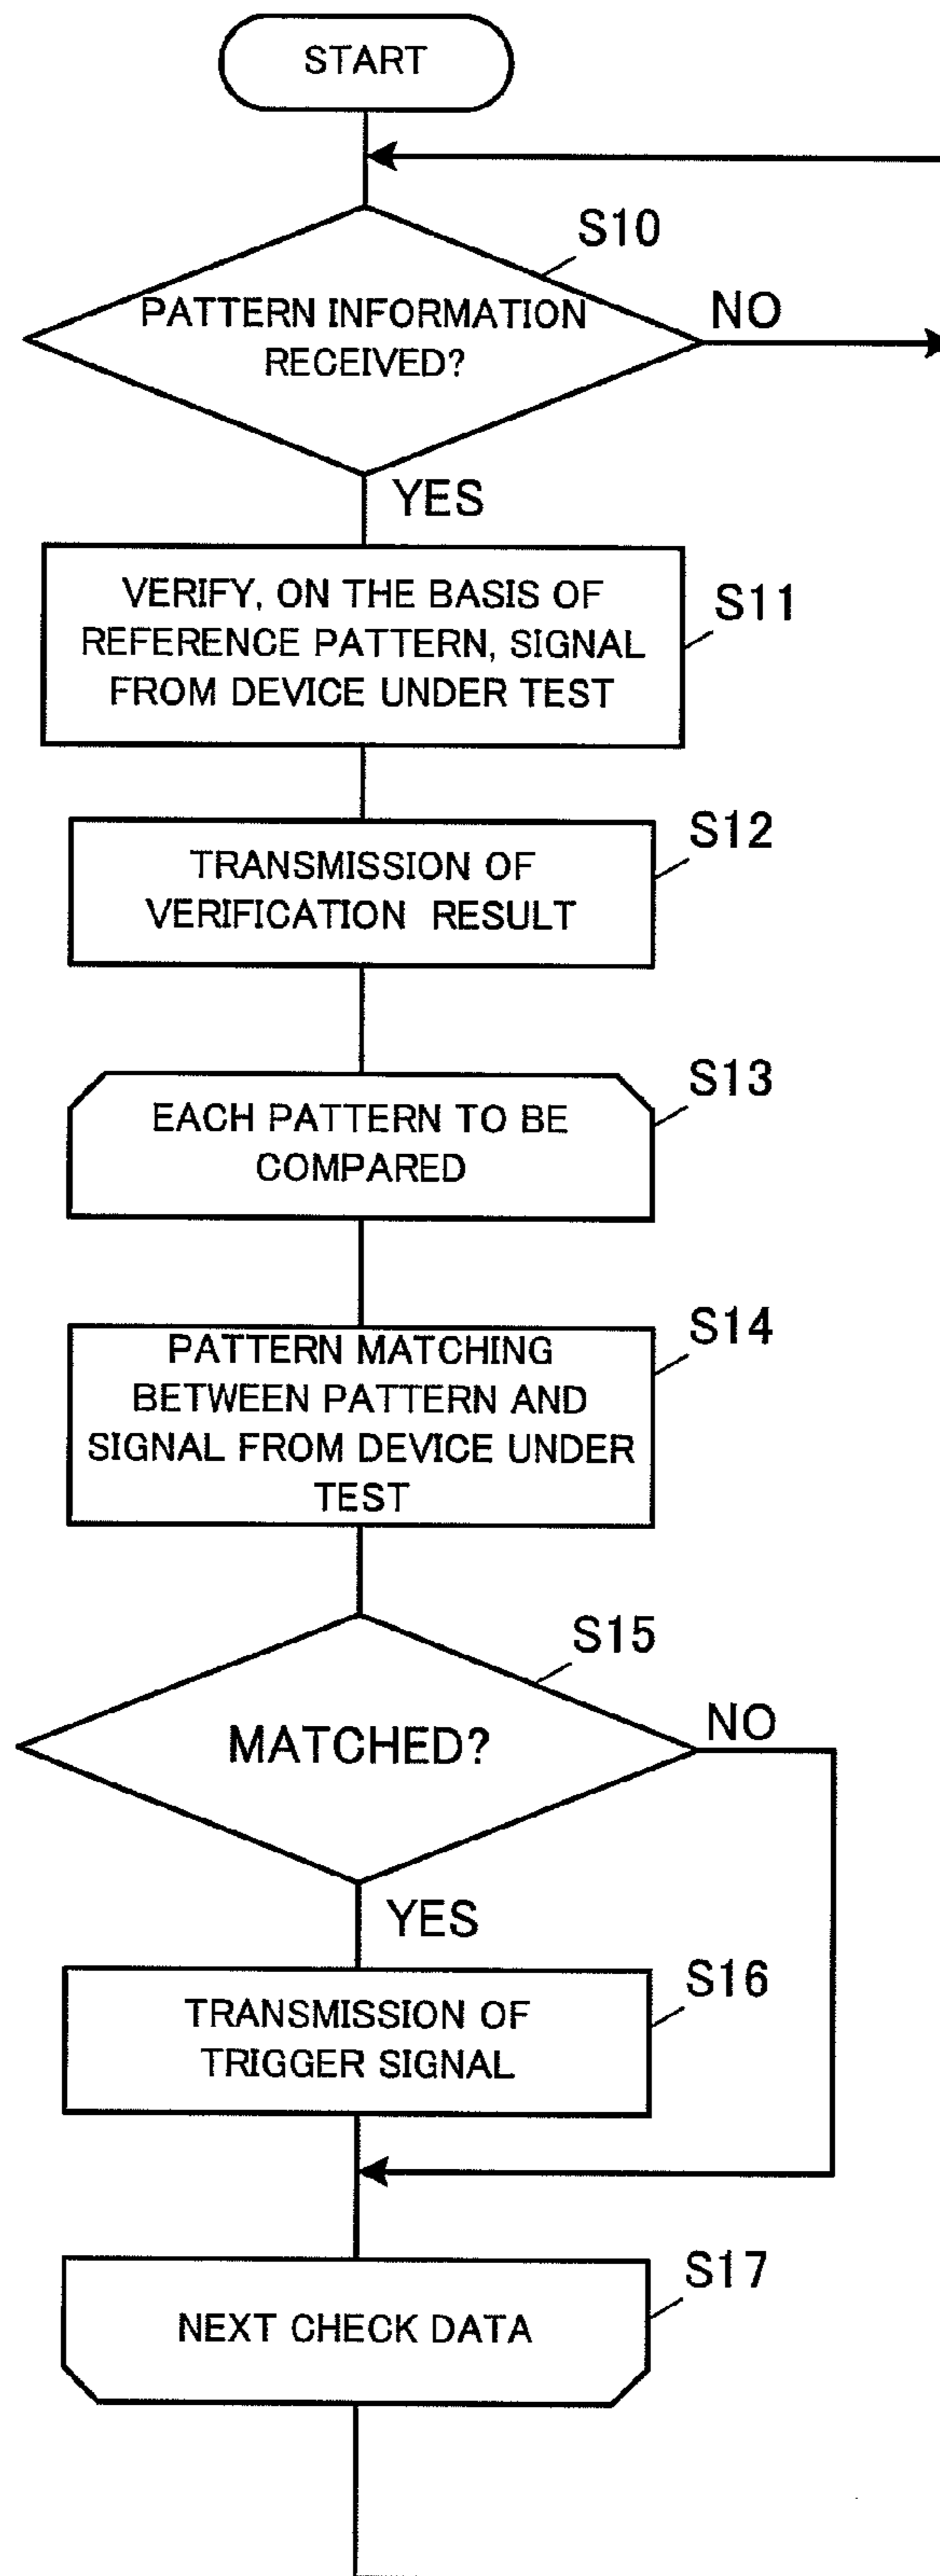 START
S10
PATTERN INFORMATION
RECEIVED?
NO
YES
VERIFY, ON THE BASIS OF
REFERENCE PATTERN, SIGNAL
FROM DEVICE UNDER TEST
S11
TRANSMISSION OF
VERIFICATION RESULT
S12
EACH PATTERN TO BE
COMPARED
S13
PATTERN MATCHING
BETWEEN PATTERN AND
SIGNAL FROM DEVICE UNDER
TEST
S14
S15
MATCHED?
NO
YES
TRANSMISSION OF
TRIGGER SIGNAL
S16
NEXT CHECK DATA
S17